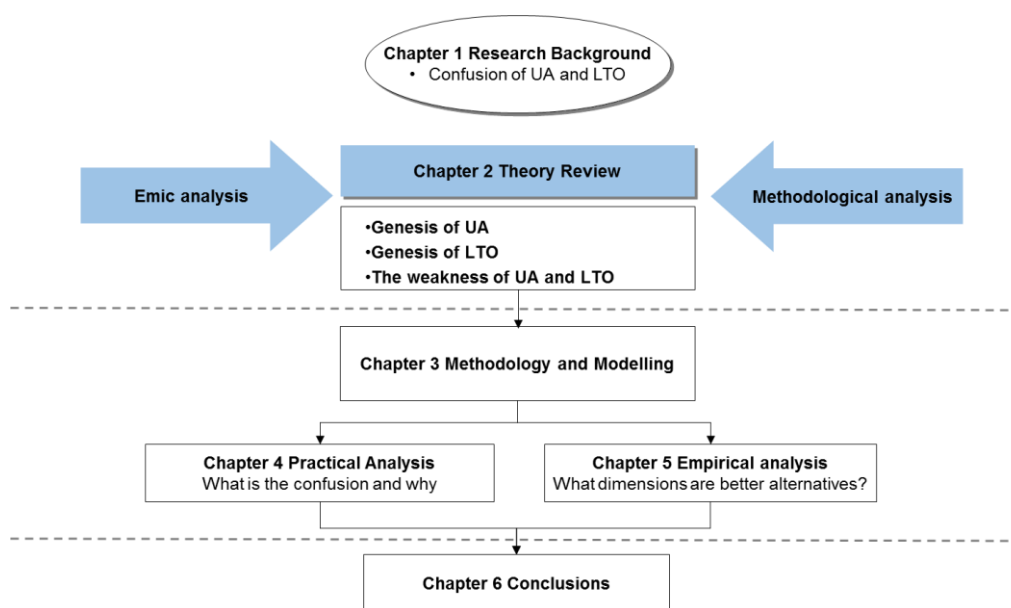 Chapter 1 Research Background
• Confusion of UA and LTO
Chapter 2 Theory Review
Emic analysis
Methodological analysis
•Genesis of UA
•Genesis of LTO
•The weakness of UA and LTO
Chapter 3 Methodology and Modelling
Chapter 4 Practical Analysis
What is the confusion and why
Chapter 5 Empirical analysis
What dimensions are better alternatives?
Chapter 6 Conclusions